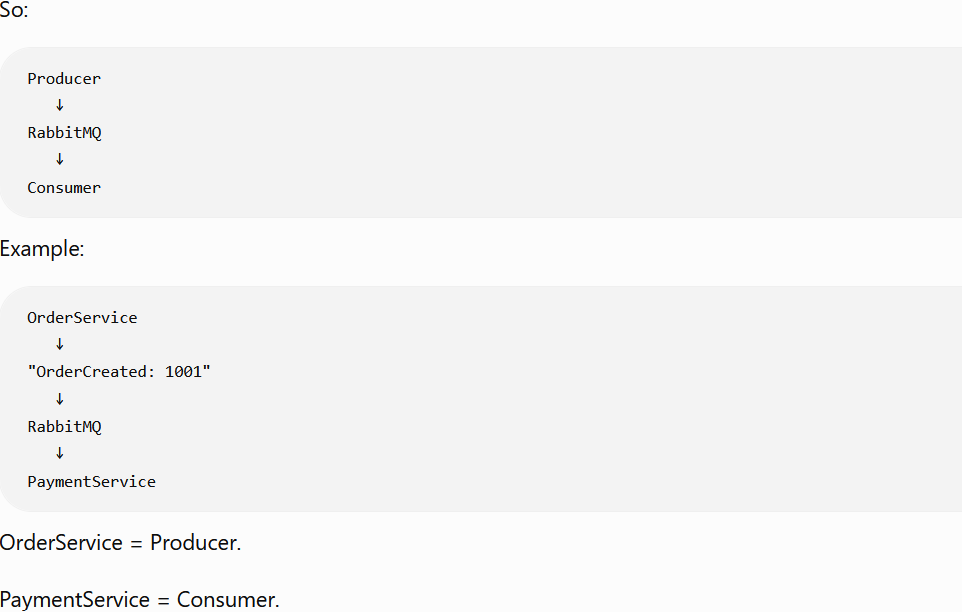 So:
Producer
↓
RabbitMQ
↓
Consumer
Example:
OrderService
↓
"OrderCreated: 1001"
↓
RabbitMQ
↓
PaymentService
OrderService = Producer.
PaymentService = Consumer.